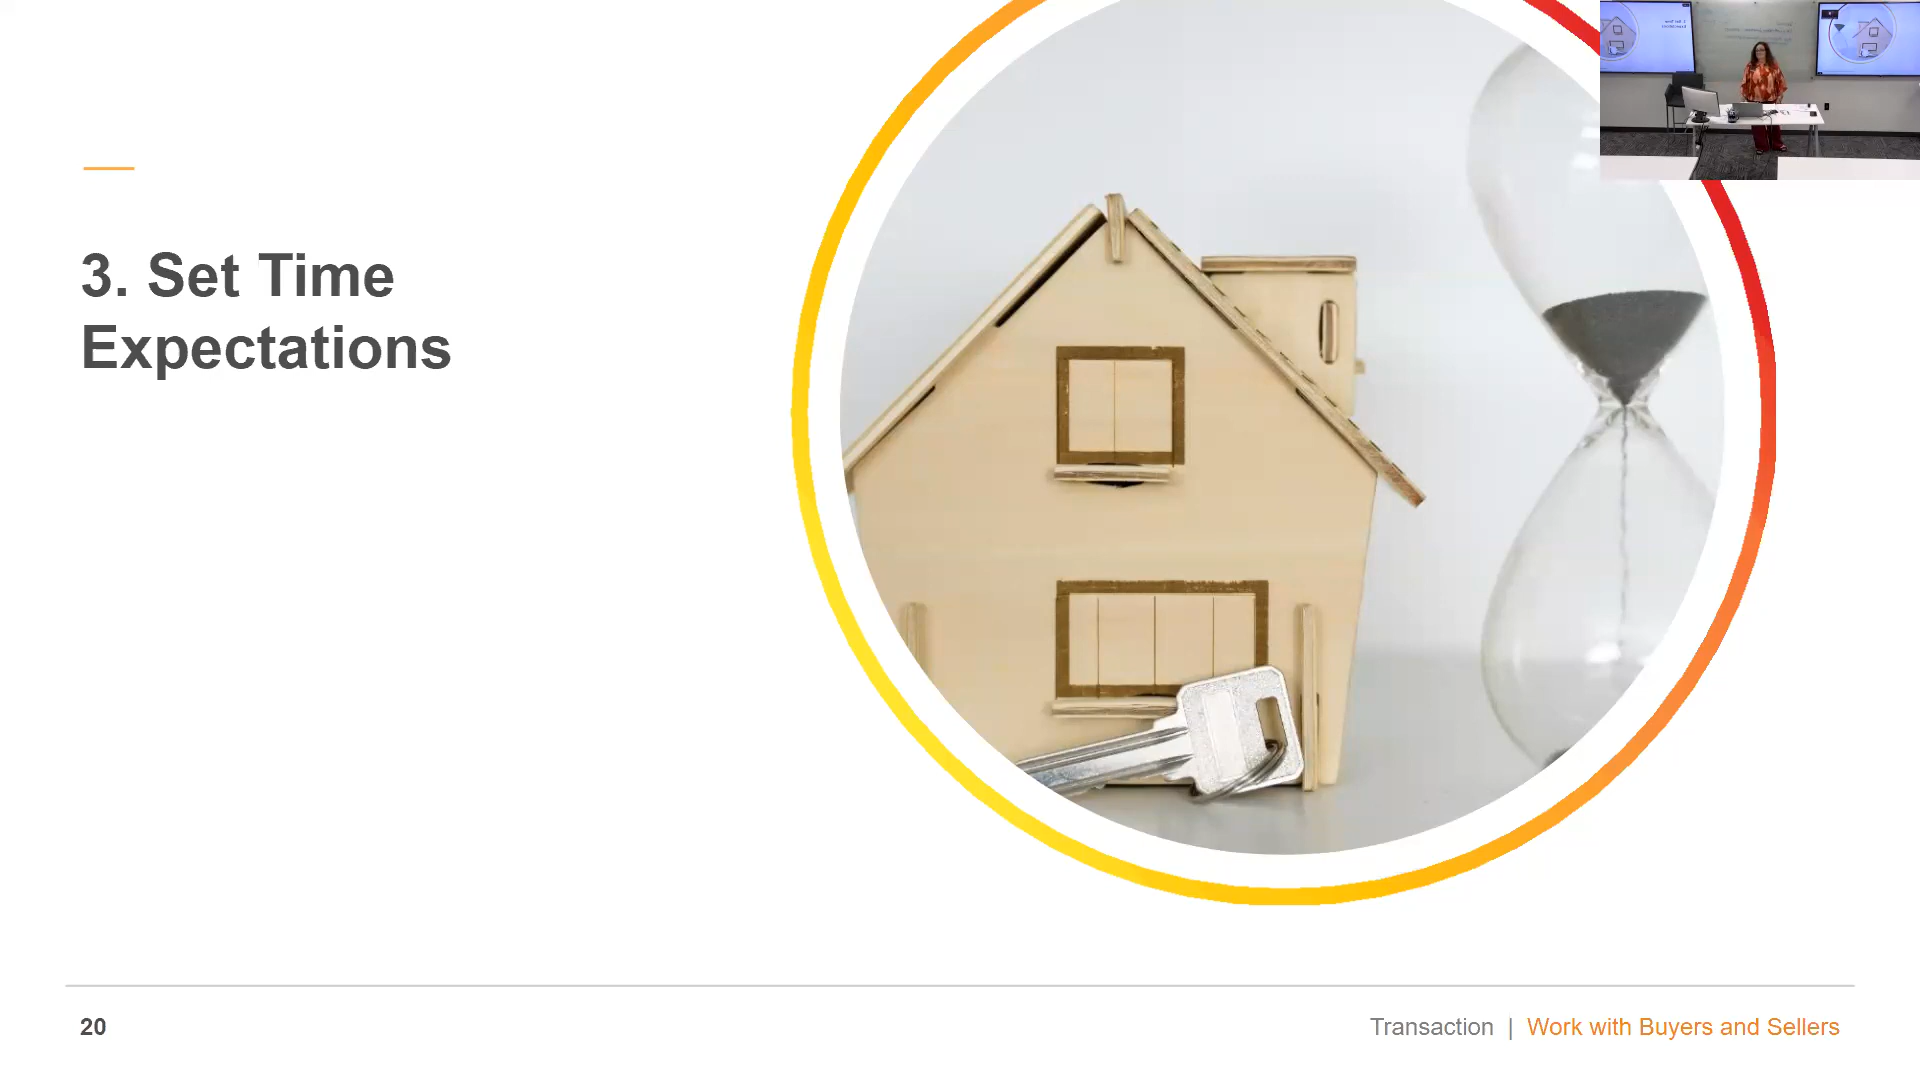 3. Set Time
Expectations
20
Transaction | Work with Buyers and Sellers